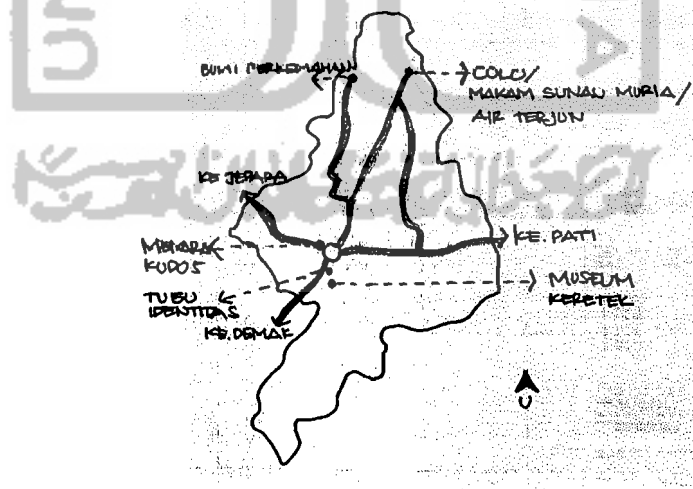 BUMI PERKEMAHAN
COLO/
MAKAM SUNAN MURIA/
AIR TERJUN
KE JEPARA
MENARA
KUDUS
KE. PATI
TUGU
IDENTITAS
MUSEUM
KERETEK
KE. DEMAK
U